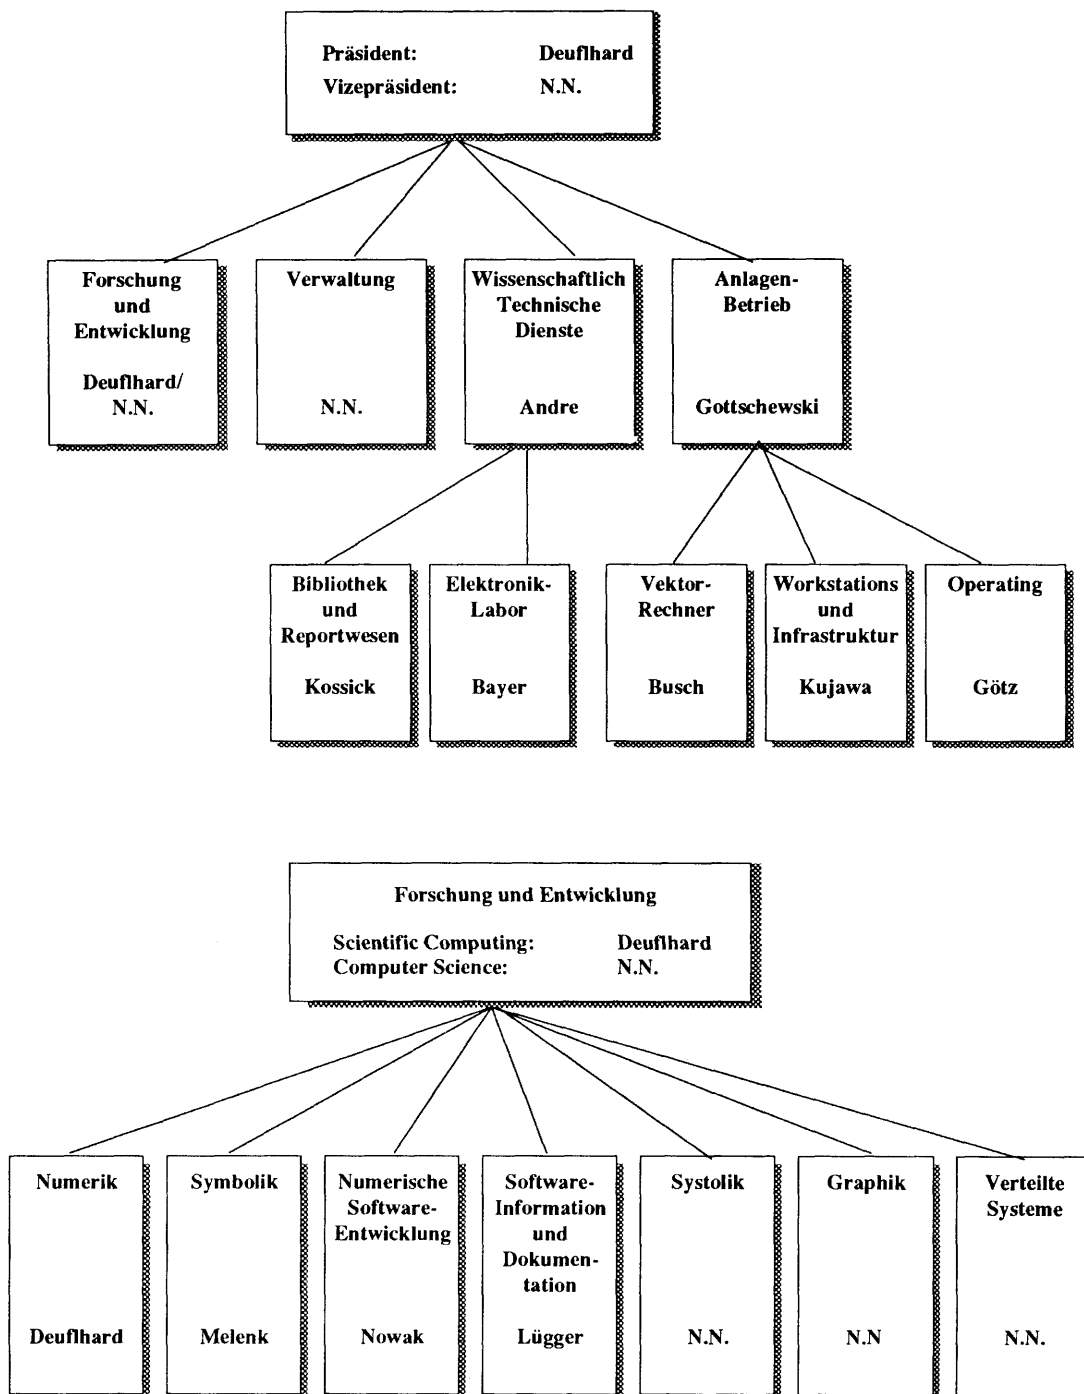 Präsident: Deuflhard
Vizepräsident: N.N.
Forschung
und
Entwicklung
Deuflhard/
N.N.
Verwaltung
N.N.
Wissenschaftlich
Technische
Dienste
Andre
Anlagen-
Betrieb
Gottschewski
Bibliothek
und
Reportwesen
Kossick
Elektronik-
Labor
Bayer
Vektor-
Rechner
Busch
Workstations
und
Infrastruktur
Kujawa
Operating
Götz
Forschung und Entwicklung
Scientific Computing: Deuflhard
Computer Science: N.N.
Numerik
Deuflhard
Symbolik
Melenk
Numerische
Software-
Entwicklung
Nowak
Software-
Information
und
Dokumen-
tation
Lügger
Systolik
N.N.
Graphik
N.N
Verteilte
Systeme
N.N.